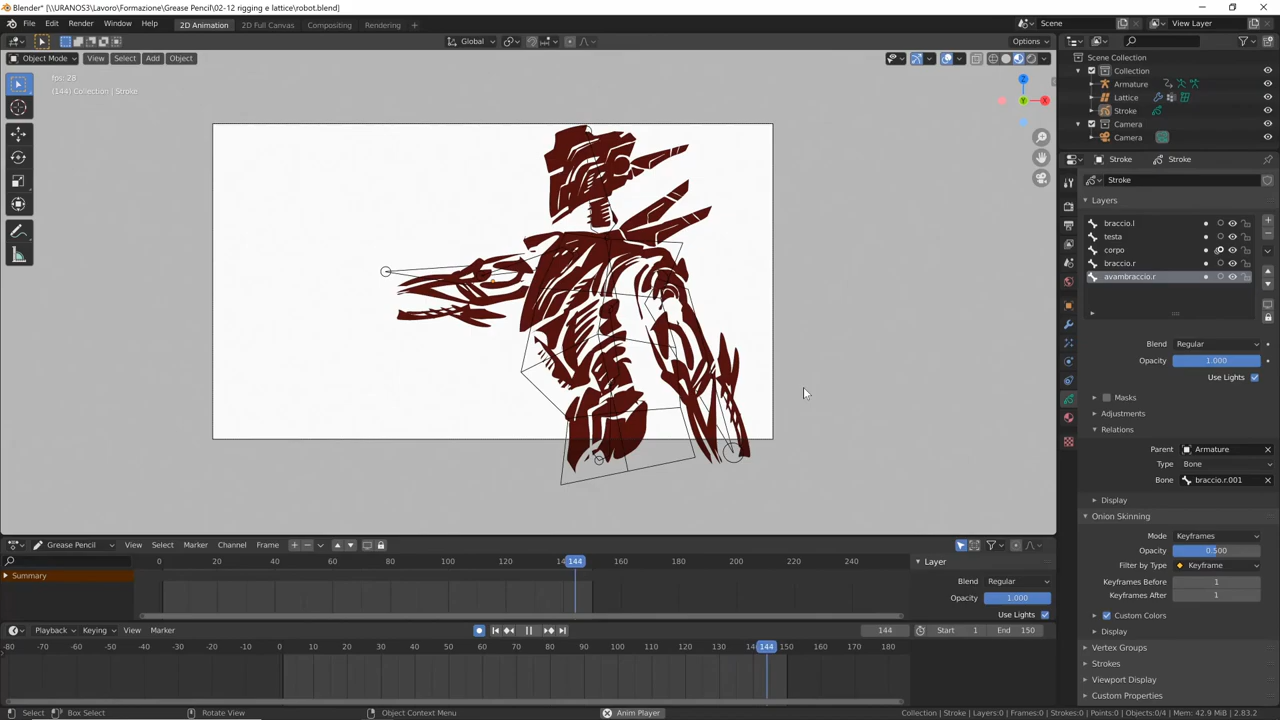 Blender* [\\URANOS3\Lavoro\Formazione\Grease Pencil\02-12 rigging e lattice\robot.blend]
File Edit Render Window Help 2D Animation 2D Full Canvas Compositing Rendering Scene View Layer
Global Options
Object Mode View Select Add Object
fps: 28
(144) Collection | Stroke
Z
X
Y
Scene Collection
Collection
Armature
Lattice
Stroke
Camera
Camera
Stroke Stroke
Stroke
Layers
braccio.l
testa
corpo
braccio.r
avambraccio.r
Blend Regular
Opacity 1.000
Use Lights
Masks
Adjustments
Relations
Parent Armature
Type Bone
Bone braccio.r.001
Display
Onion Skinning
Mode Keyframes
Opacity 0.500
Filter by Type Keyframe
Keyframes Before 1
Keyframes After 1
Custom Colors
Display
Vertex Groups
Strokes
Viewport Display
Custom Properties
Grease Pencil View Select Marker Channel Frame
0 20 40 60 80 100 120 144 160 180 200 220 240
Summary
Layer
Blend Regular
Opacity 1.000
Use Lights
Playback Keying View Marker 144 Start 1 End 150
-80 -70 -60 -50 -40 -30 -20 -10 0 10 20 30 40 50 60 70 80 90 100 110 120 130 144 150 160 170 180
Select Box Select Rotate View Object Context Menu Anim Player Collection | Stroke | Layers:0 | Frames:0 | Strokes:0 | Points:0 | Objects:0/4 | Mem: 42.9 MiB | 2.83.2